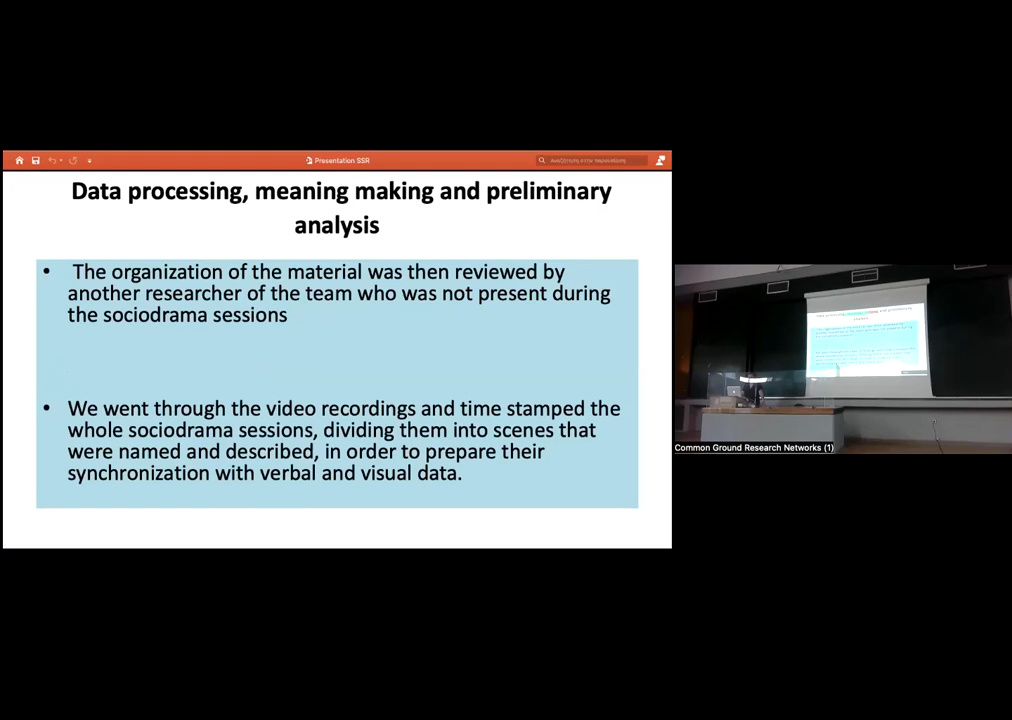 Presentation SSR
Αναζήτηση στην παρουσίαση
Data processing, meaning making and preliminary
analysis
• The organization of the material was then reviewed by
another researcher of the team who was not present during
the sociodrama sessions
• We went through the video recordings and time stamped the
whole sociodrama sessions, dividing them into scenes that
were named and described, in order to prepare their
synchronization with verbal and visual data.
Common Ground Research Networks (1)